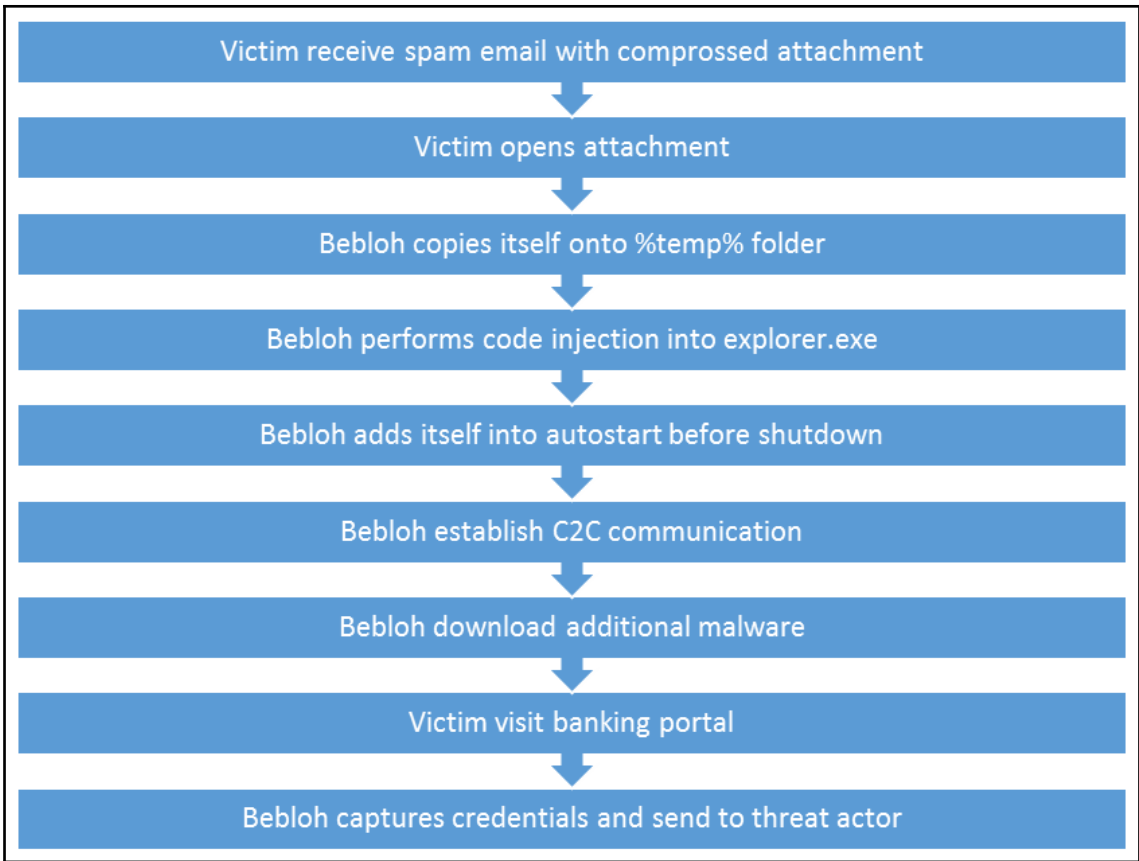 Victim receive spam email with comprossed attachment
Victim opens attachment
Bebloh copies itself onto %temp% folder
Bebloh performs code injection into explorer.exe
Bebloh adds itself into autostart before shutdown
Bebloh establish C2C communication
Bebloh download additional malware
Victim visit banking portal
Bebloh captures credentials and send to threat actor